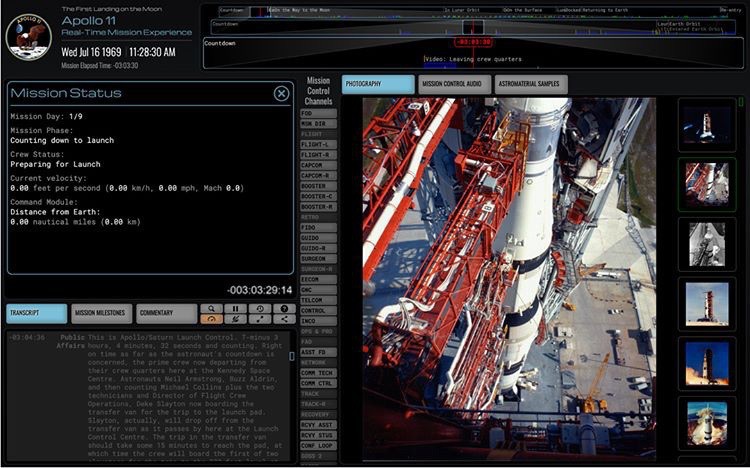 The First Landing on the Moon
Apollo 11
Real-Time Mission Experience
Wed Jul 16 1969 | 11:28:30 AM
Mission Elapsed Time: -03:03:30
APOLLO 11
Countdown
In Lunar Orbit
On the Surface
Returning to Earth
Re-entry
Countdown
Earth Orbit
-03:03:30
Countdown
Video: Leaving crew quarters
Mission Status
Mission Day: 1/9
Mission Phase:
Counting down to launch
Crew Status:
Preparing for Launch
Current velocity:
0.00 feet per second (0.00 km/h, 0.00 mph, Mach 0.0)
Command Module:
Distance from Earth:
0.00 nautical miles (0.00 km)
-003:03:29:14
TRANSCRIPT
MISSION MILESTONES
COMMENTARY
-03:04:36
Public
Affairs
This is Apollo/Saturn Launch Control. T-minus 3
hours, 4 minutes, 32 seconds and counting. Right
on time as far as the astronaut's countdown is
concerned, the prime crew now departing from
their crew quarters here at the Kennedy Space
Centre. Astronauts Neil Armstrong, Buzz Aldrin,
and then counting Michael Collins plus the two
technicians and Director of Flight Crew
Operations, Deke Slayton now boarding the
transfer van for the trip to the launch pad.
Slayton, actually, will drop off from the
transfer van as it passes by here at the Launch
Control Centre. The trip in the transfer van
should take some 15 minutes to reach the pad, at
which time the crew will board the first of two
Mission
Control
Channels
FOD
MSN DIR
FLIGHT
FLIGHT-L
FLIGHT-R
CAPCOM
CAPCOM-R
BOOSTER
BOOSTER-C
BOOSTER-R
RETRO
FIDO
GUIDO
GUIDO-R
SURGEON
SURGEON-R
EECOM
GNC
TELCOM
CONTROL
INCO
OPS & PRO
FAO
ASST FD
NETWORK
COMM TECH
COMM CTRL
TRACK
TRACK-R
RECOVERY
RCVY ASST
RCVY STUS
CONF LOOP
GOSS 2
PHOTOGRAPHY
MISSION CONTROL AUDIO
ASTROMATERIAL SAMPLES